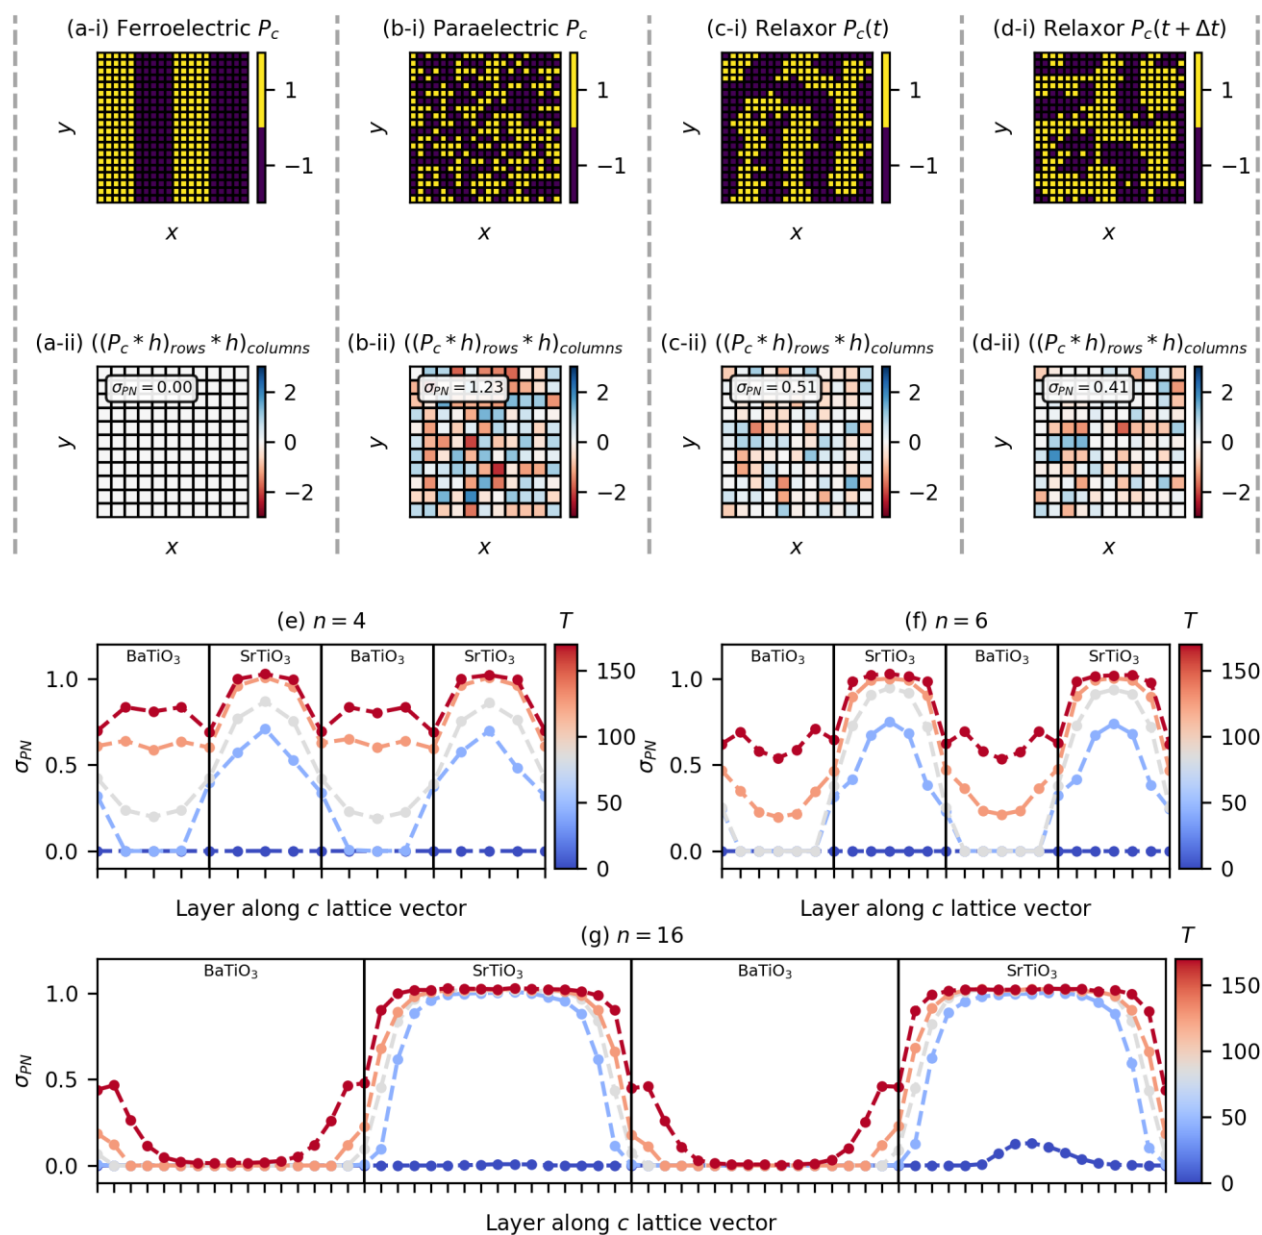 (a-i) Ferroelectric P_c
(b-i) Paraelectric P_c
(c-i) Relaxor P_c(t)
(d-i) Relaxor P_c(t + Δt)
y
1
−1
x
y
1
−1
x
y
1
−1
x
y
1
−1
x
(a-ii) ((P_c * h)_rows * h)_columns
(b-ii) ((P_c * h)_rows * h)_columns
(c-ii) ((P_c * h)_rows * h)_columns
(d-ii) ((P_c * h)_rows * h)_columns
σ_PN = 0.00
y
2
0
−2
x
σ_PN = 1.23
y
2
0
−2
x
σ_PN = 0.51
y
2
0
−2
x
σ_PN = 0.41
y
2
0
−2
x
(e) n = 4
T
BaTiO₃
SrTiO₃
BaTiO₃
SrTiO₃
1.0
0.5
0.0
σ_PN
150
100
50
0
Layer along c lattice vector
(f) n = 6
T
BaTiO₃
SrTiO₃
BaTiO₃
SrTiO₃
1.0
0.5
0.0
σ_PN
150
100
50
0
Layer along c lattice vector
(g) n = 16
T
BaTiO₃
SrTiO₃
BaTiO₃
SrTiO₃
1.0
0.5
0.0
σ_PN
150
100
50
0
Layer along c lattice vector